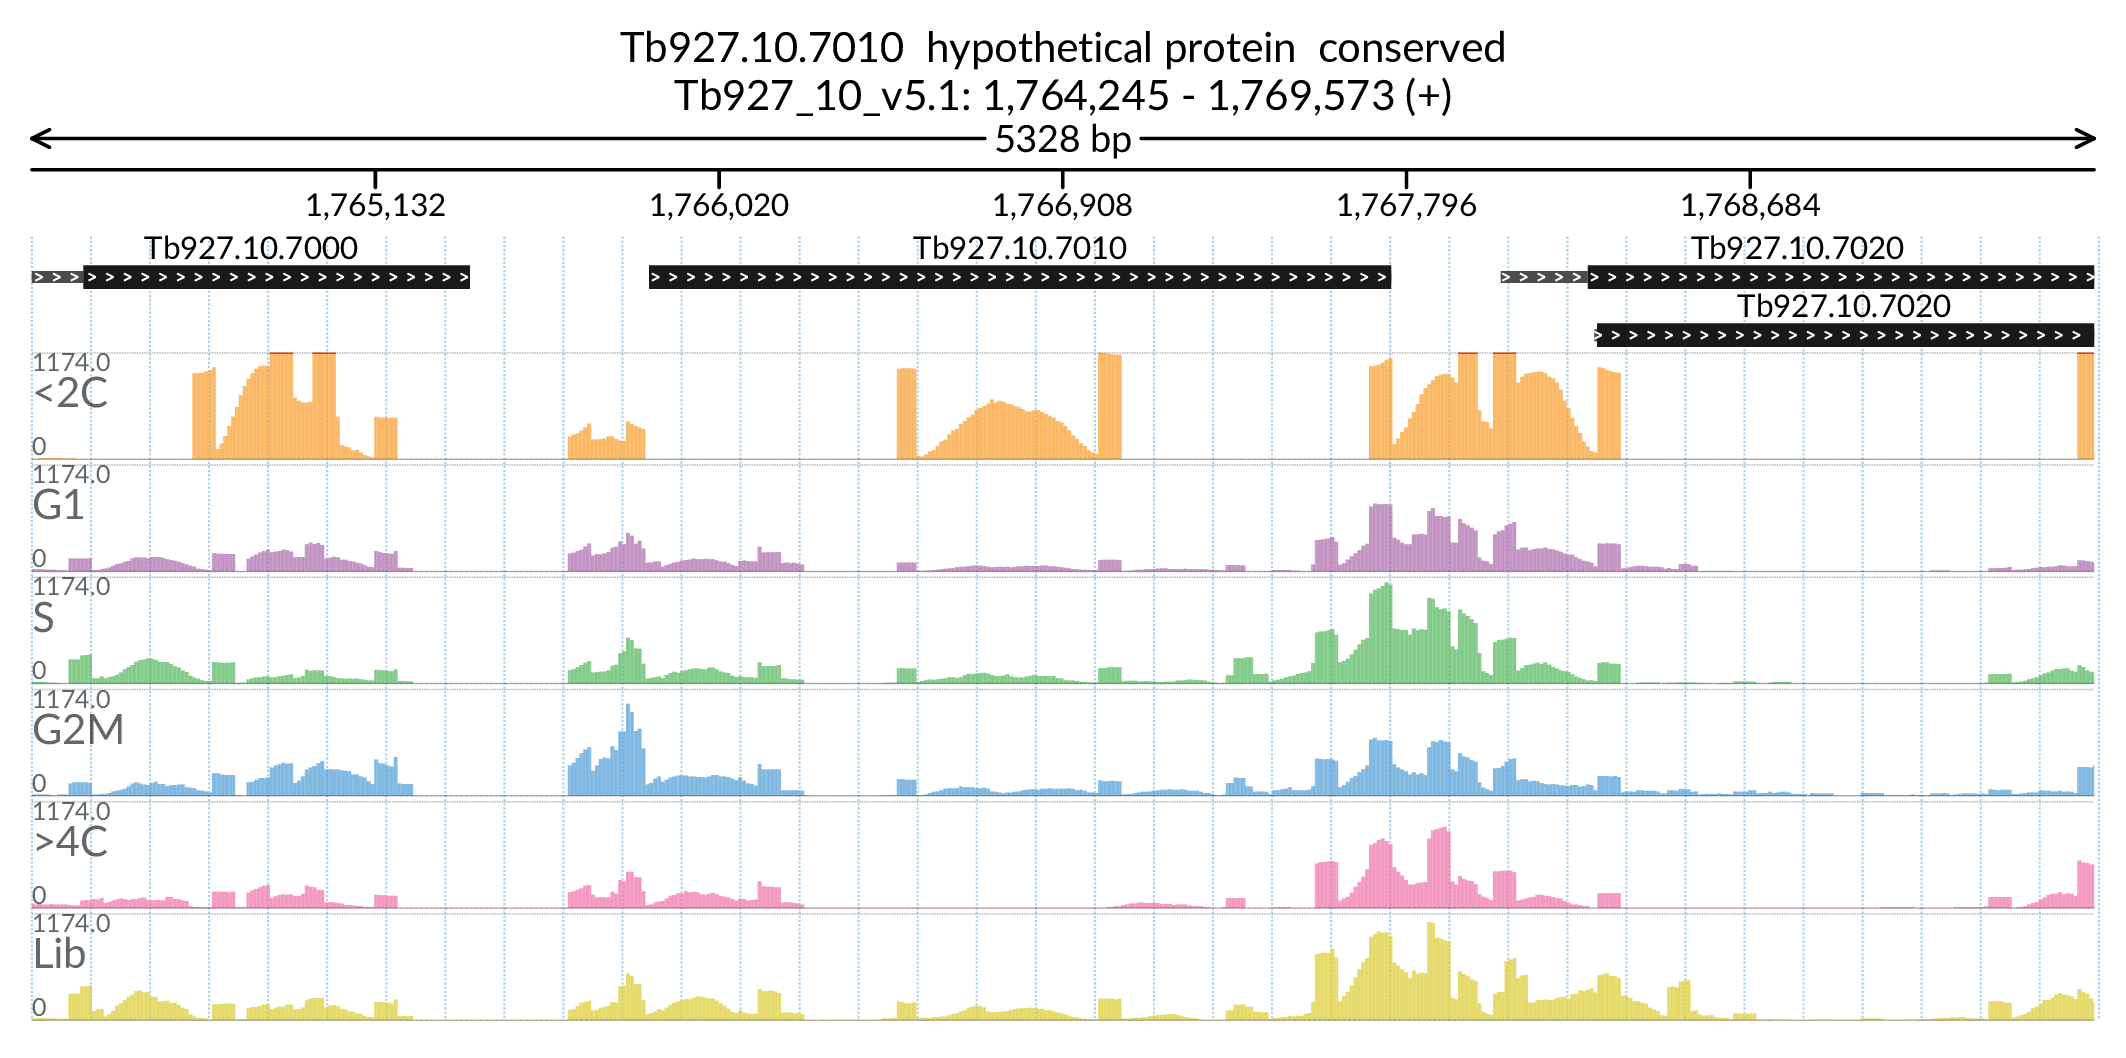 Tb927.10.7010 hypothetical protein conserved
Tb927_10_v5.1: 1,764,245 - 1,769,573 (+)
5328 bp
1,765,132 1,766,020 1,766,908 1,767,796 1,768,684
Tb927.10.7000 Tb927.10.7010 Tb927.10.7020
Tb927.10.7020
1174.0
<2C
0
1174.0
G1
0
1174.0
S
0
1174.0
G2M
0
1174.0
>4C
0
1174.0
Lib
0